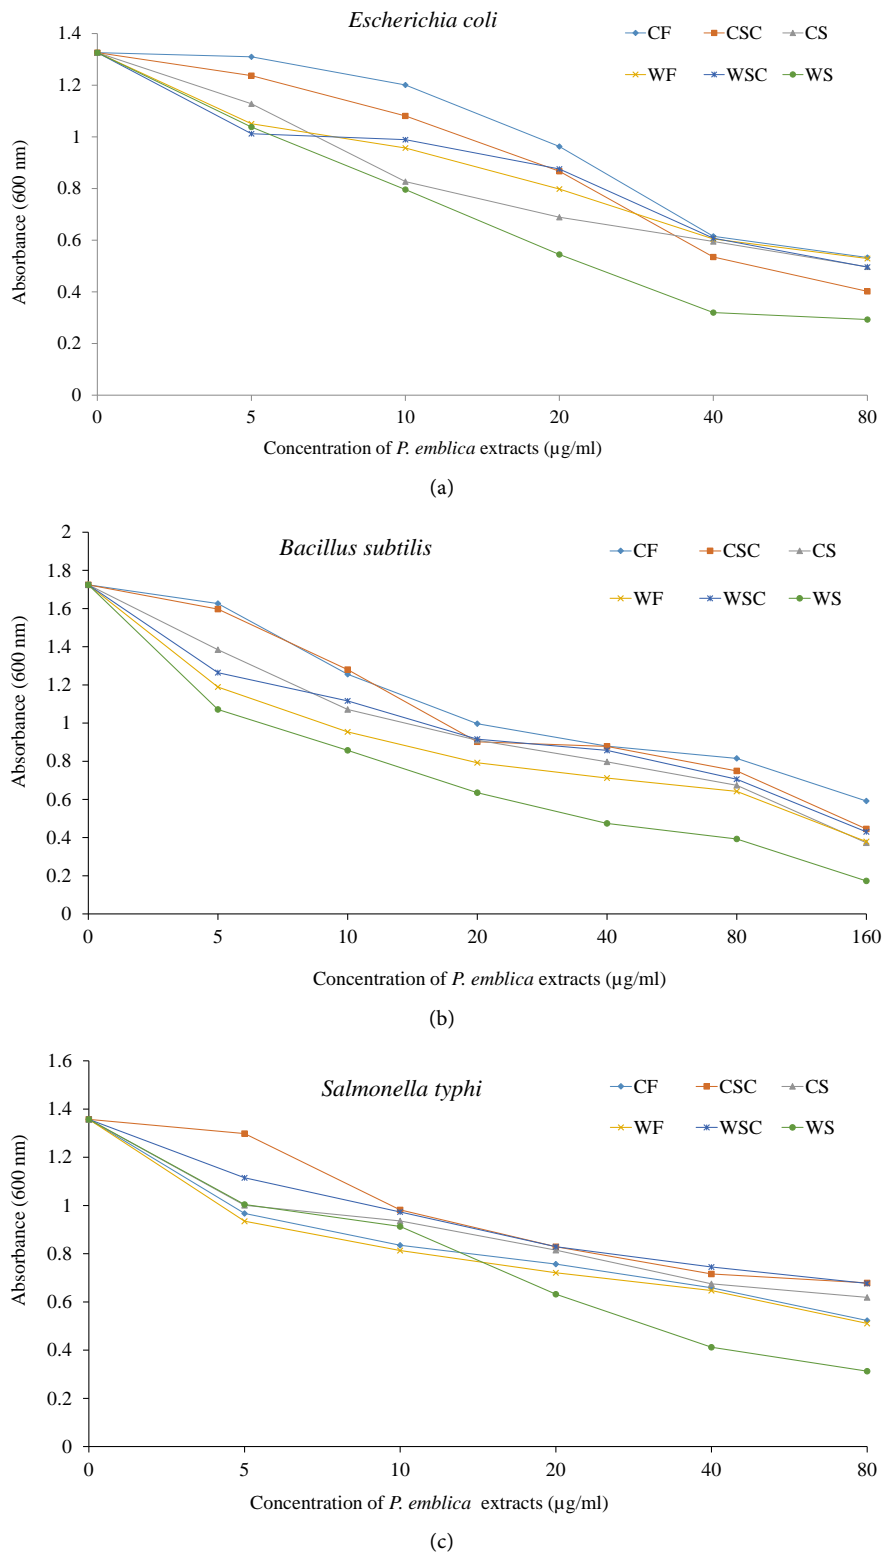 Escherichia coli
CF CSC CS
WF WSC WS
1.4
1.2
1
0.8
0.6
0.4
0.2
0
Absorbance (600 nm)
0 5 10 20 40 80
Concentration of P. emblica extracts (µg/ml)
(a)
Bacillus subtilis
CF CSC CS
WF WSC WS
2
1.8
1.6
1.4
1.2
1
0.8
0.6
0.4
0.2
0
Absorbance (600 nm)
0 5 10 20 40 80 160
Concentration of P. emblica extracts (µg/ml)
(b)
Salmonella typhi
CF CSC CS
WF WSC WS
1.6
1.4
1.2
1
0.8
0.6
0.4
0.2
0
Absorbance (600 nm)
0 5 10 20 40 80
Concentration of P. emblica extracts (µg/ml)
(c)